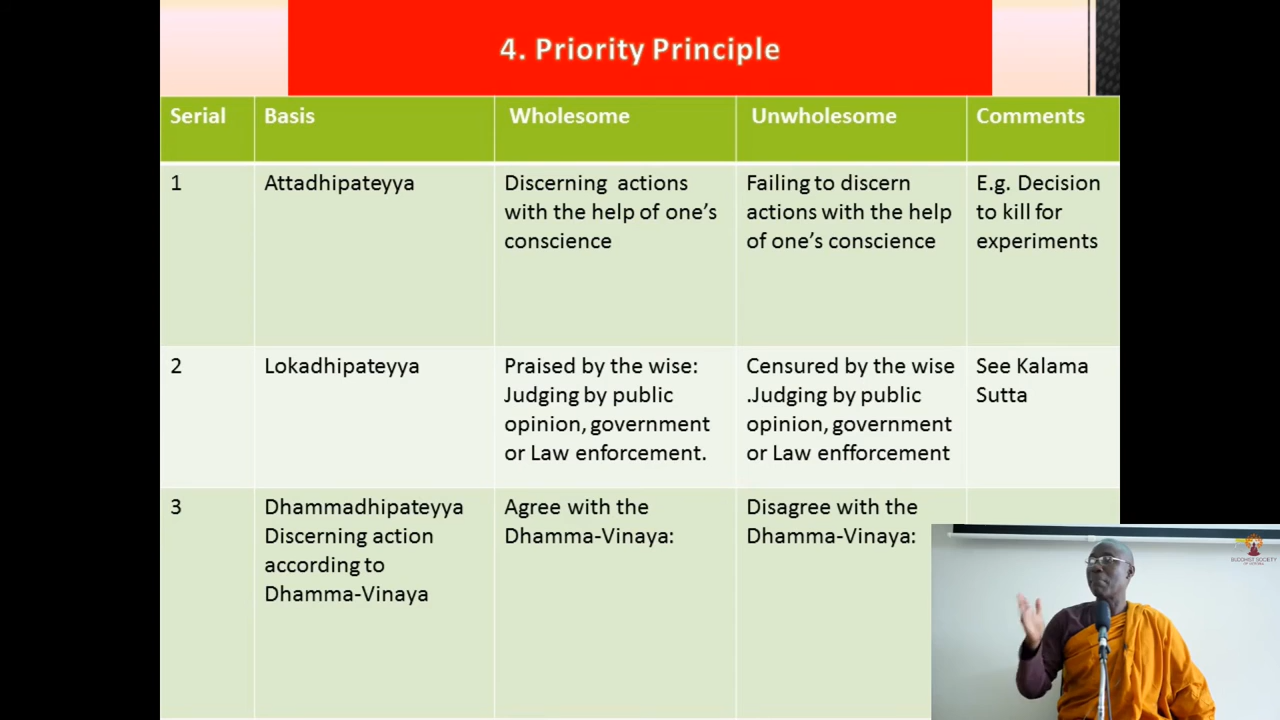 4. Priority Principle
Serial
Basis
Wholesome
Unwholesome
Comments
1
Attadhipateyya
Discerning actions
with the help of one’s
conscience
Failing to discern
actions with the help
of one’s conscience
E.g. Decision
to kill for
experiments
2
Lokadhipateyya
Praised by the wise:
Judging by public
opinion, government
or Law enforcement.
Censured by the wise
.Judging by public
opinion, government
or Law enfforcement
See Kalama
Sutta
3
Dhammadhipateyya
Discerning action
according to
Dhamma-Vinaya
Agree with the
Dhamma-Vinaya:
Disagree with the
Dhamma-Vinaya:
BUDDHIST SOCIETY